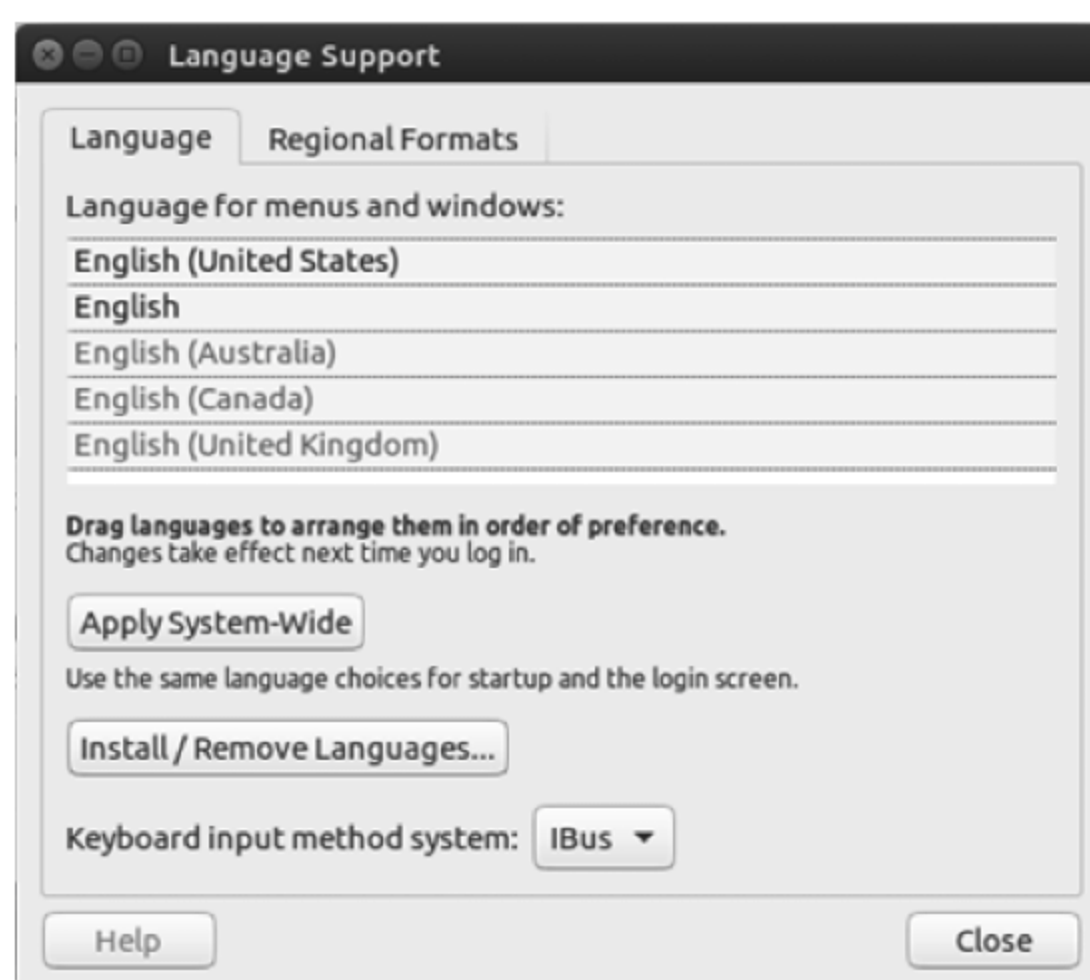 Language Support
Language
Regional Formats
Language for menus and windows:
English (United States)
English
English (Australia)
English (Canada)
English (United Kingdom)
Drag languages to arrange them in order of preference.
Changes take effect next time you log in.
Apply System-Wide
Use the same language choices for startup and the login screen.
Install / Remove Languages...
Keyboard input method system: IBus
Help
Close